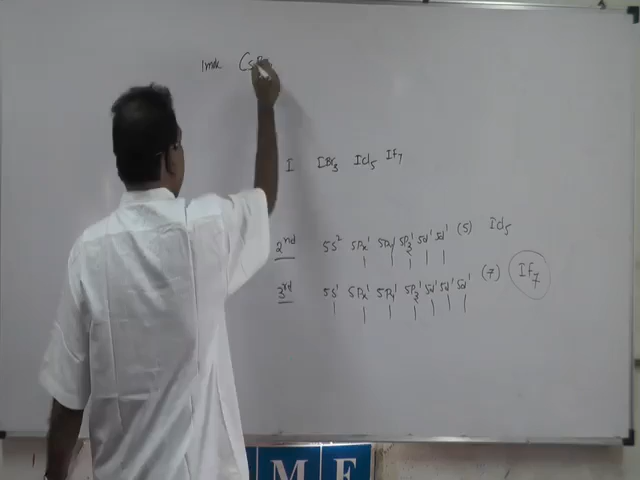 1mk
I IBr3 Icl5 If7
2nd 5S² 5Px¹ 5Py¹ 5Pz¹ 5d¹ 5d¹ (5) Icl5
3rd 5S¹ 5Px¹ 5Py¹ 5Pz¹ 5d¹ 5d¹ 5d¹ (7) If7
M E